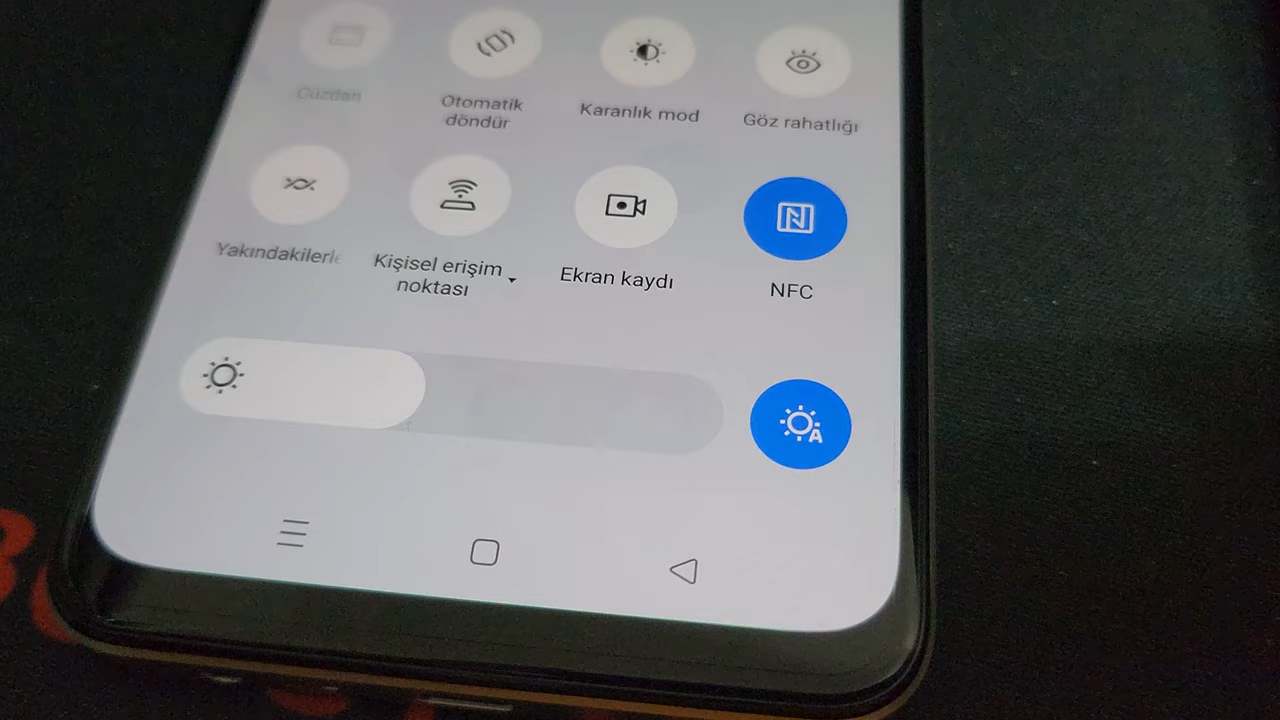 Cüzdan
Otomatik
döndür
Karanlık mod
Göz rahatlığı
Yakındakilerle
Kişisel erişim
noktası
Ekran kaydı
NFC
A